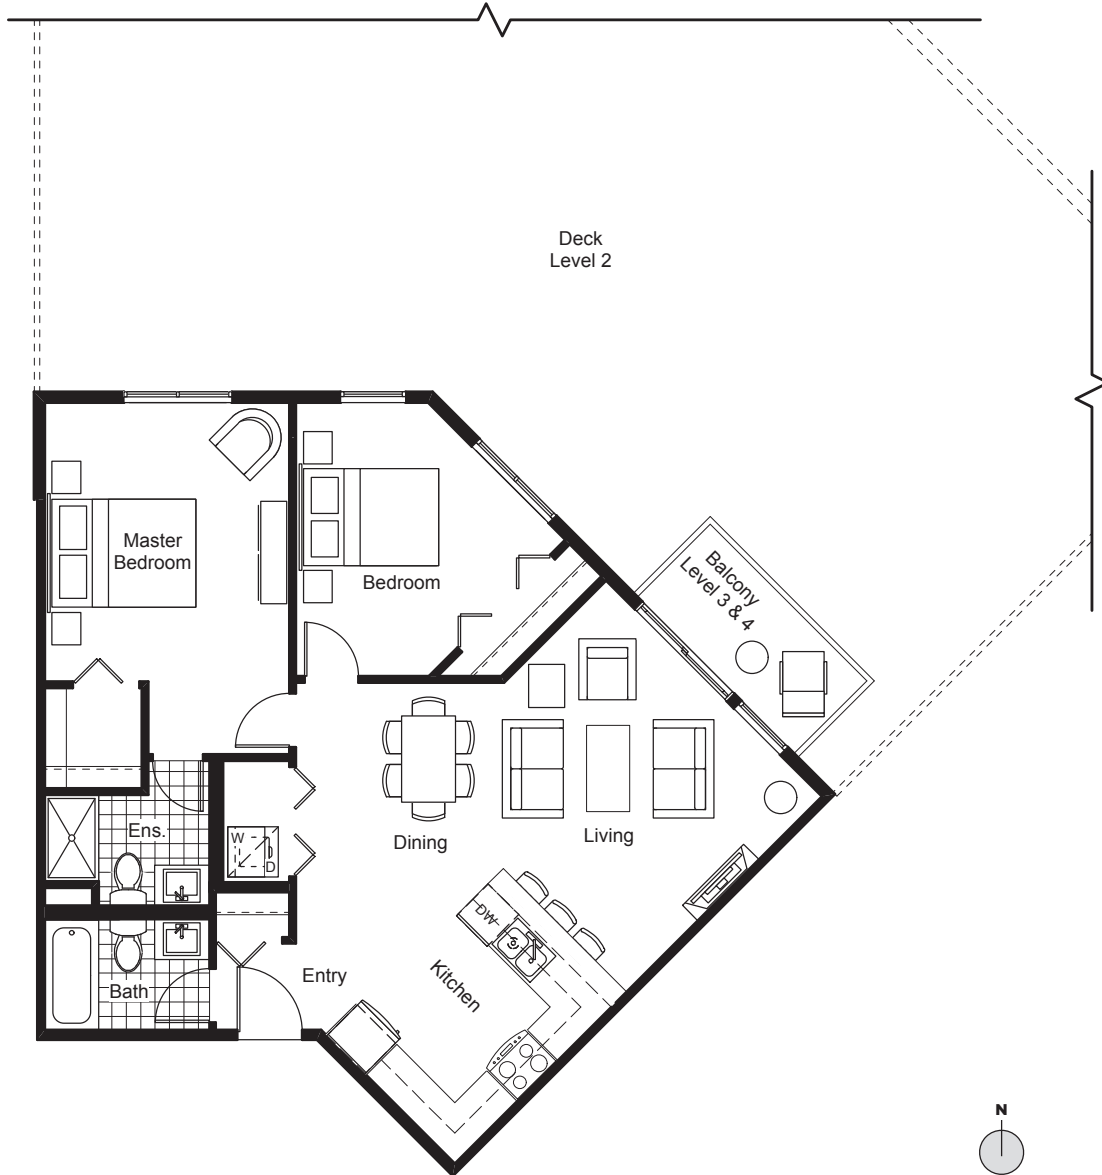 Deck
Level 2
Balcony
Level 3 & 4
Master
Bedroom
Bedroom
Dining
Living
W
D
Ens.
DW
Kitchen
Entry
Bath
N